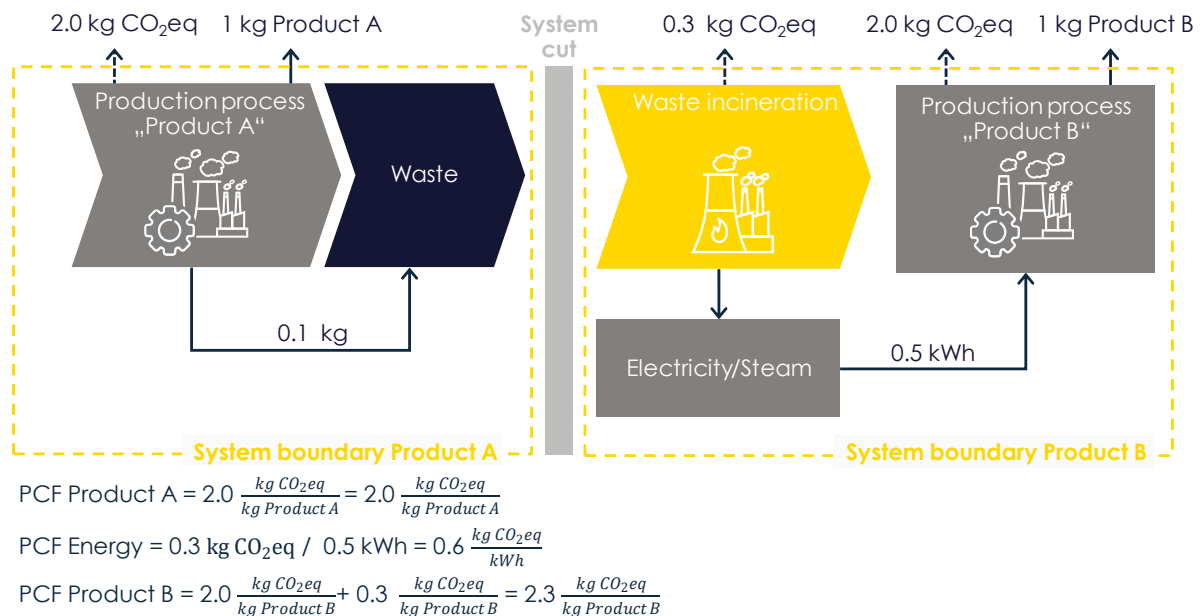 2.0 kg CO₂eq
1 kg Product A
System
cut
0.3 kg CO₂eq
2.0 kg CO₂eq
1 kg Product B
Production process
„Product A“
Waste
Waste incineration
Production process
„Product B“
0.1 kg
Electricity/Steam
0.5 kWh
System boundary Product A
System boundary Product B
PCF Product A = 2.0 kg CO₂eq/kg Product A = 2.0 kg CO₂eq/kg Product A
PCF Energy = 0.3 kg CO₂eq / 0.5 kWh = 0.6 kg CO₂eq/kWh
PCF Product B = 2.0 kg CO₂eq/kg Product B + 0.3 kg CO₂eq/kg Product B = 2.3 kg CO₂eq/kg Product B